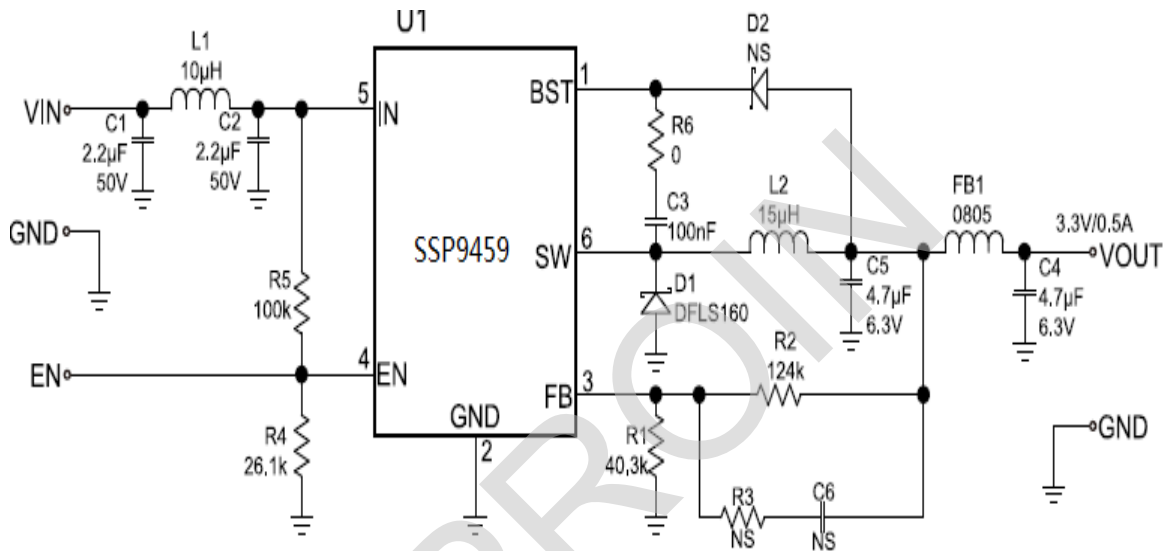 U1
D2
NS
L1
10µH
1
BST
VIN
5
IN
C1
2.2µF
50V
C2
2.2µF
50V
R6
0
L2
15µH
FB1
0805
C3
100nF
3.3V/0.5A
GND
SSP9459
SW
6
VOUT
R5
100k
D1
DFLS160
C5
4.7µF
6.3V
C4
4.7µF
6.3V
EN
4
EN
R2
124k
FB
3
GND
2
R4
26.1k
R1
40.3k
GND
R3
NS
C6
NS